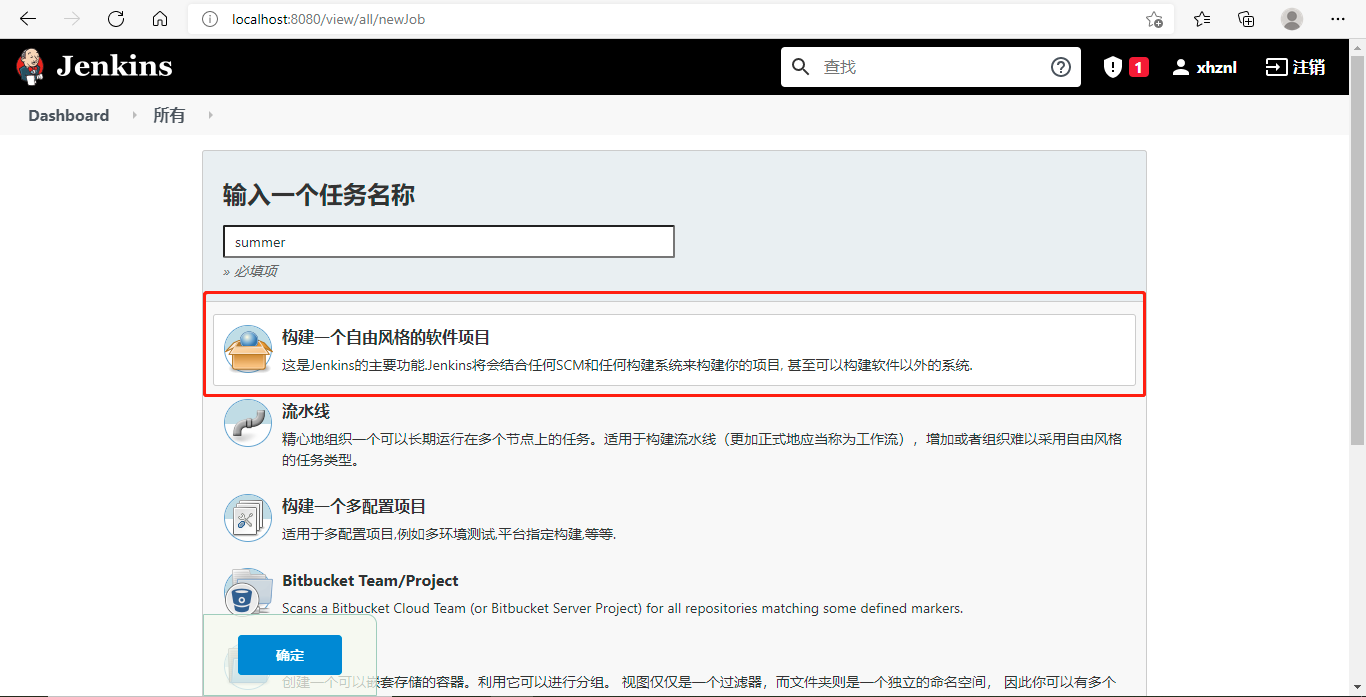 localhost:8080/view/all/newJob
Jenkins
查找
1
xhznl
注销
Dashboard
所有
输入一个任务名称
summer
» 必填项
构建一个自由风格的软件项目
这是Jenkins的主要功能.Jenkins将会结合任何SCM和任何构建系统来构建你的项目, 甚至可以构建软件以外的系统.
流水线
精心地组织一个可以长期运行在多个节点上的任务。适用于构建流水线（更加正式地应当称为工作流），增加或者组织难以采用自由风格
的任务类型。
构建一个多配置项目
适用于多配置项目,例如多环境测试,平台指定构建,等等.
Bitbucket Team/Project
Scans a Bitbucket Cloud Team (or Bitbucket Server Project) for all repositories matching some defined markers.
确定
创建一个可以嵌套存储的容器。利用它可以进行分组。 视图仅仅是一个过滤器，而文件夹则是一个独立的命名空间， 因此你可以有多个